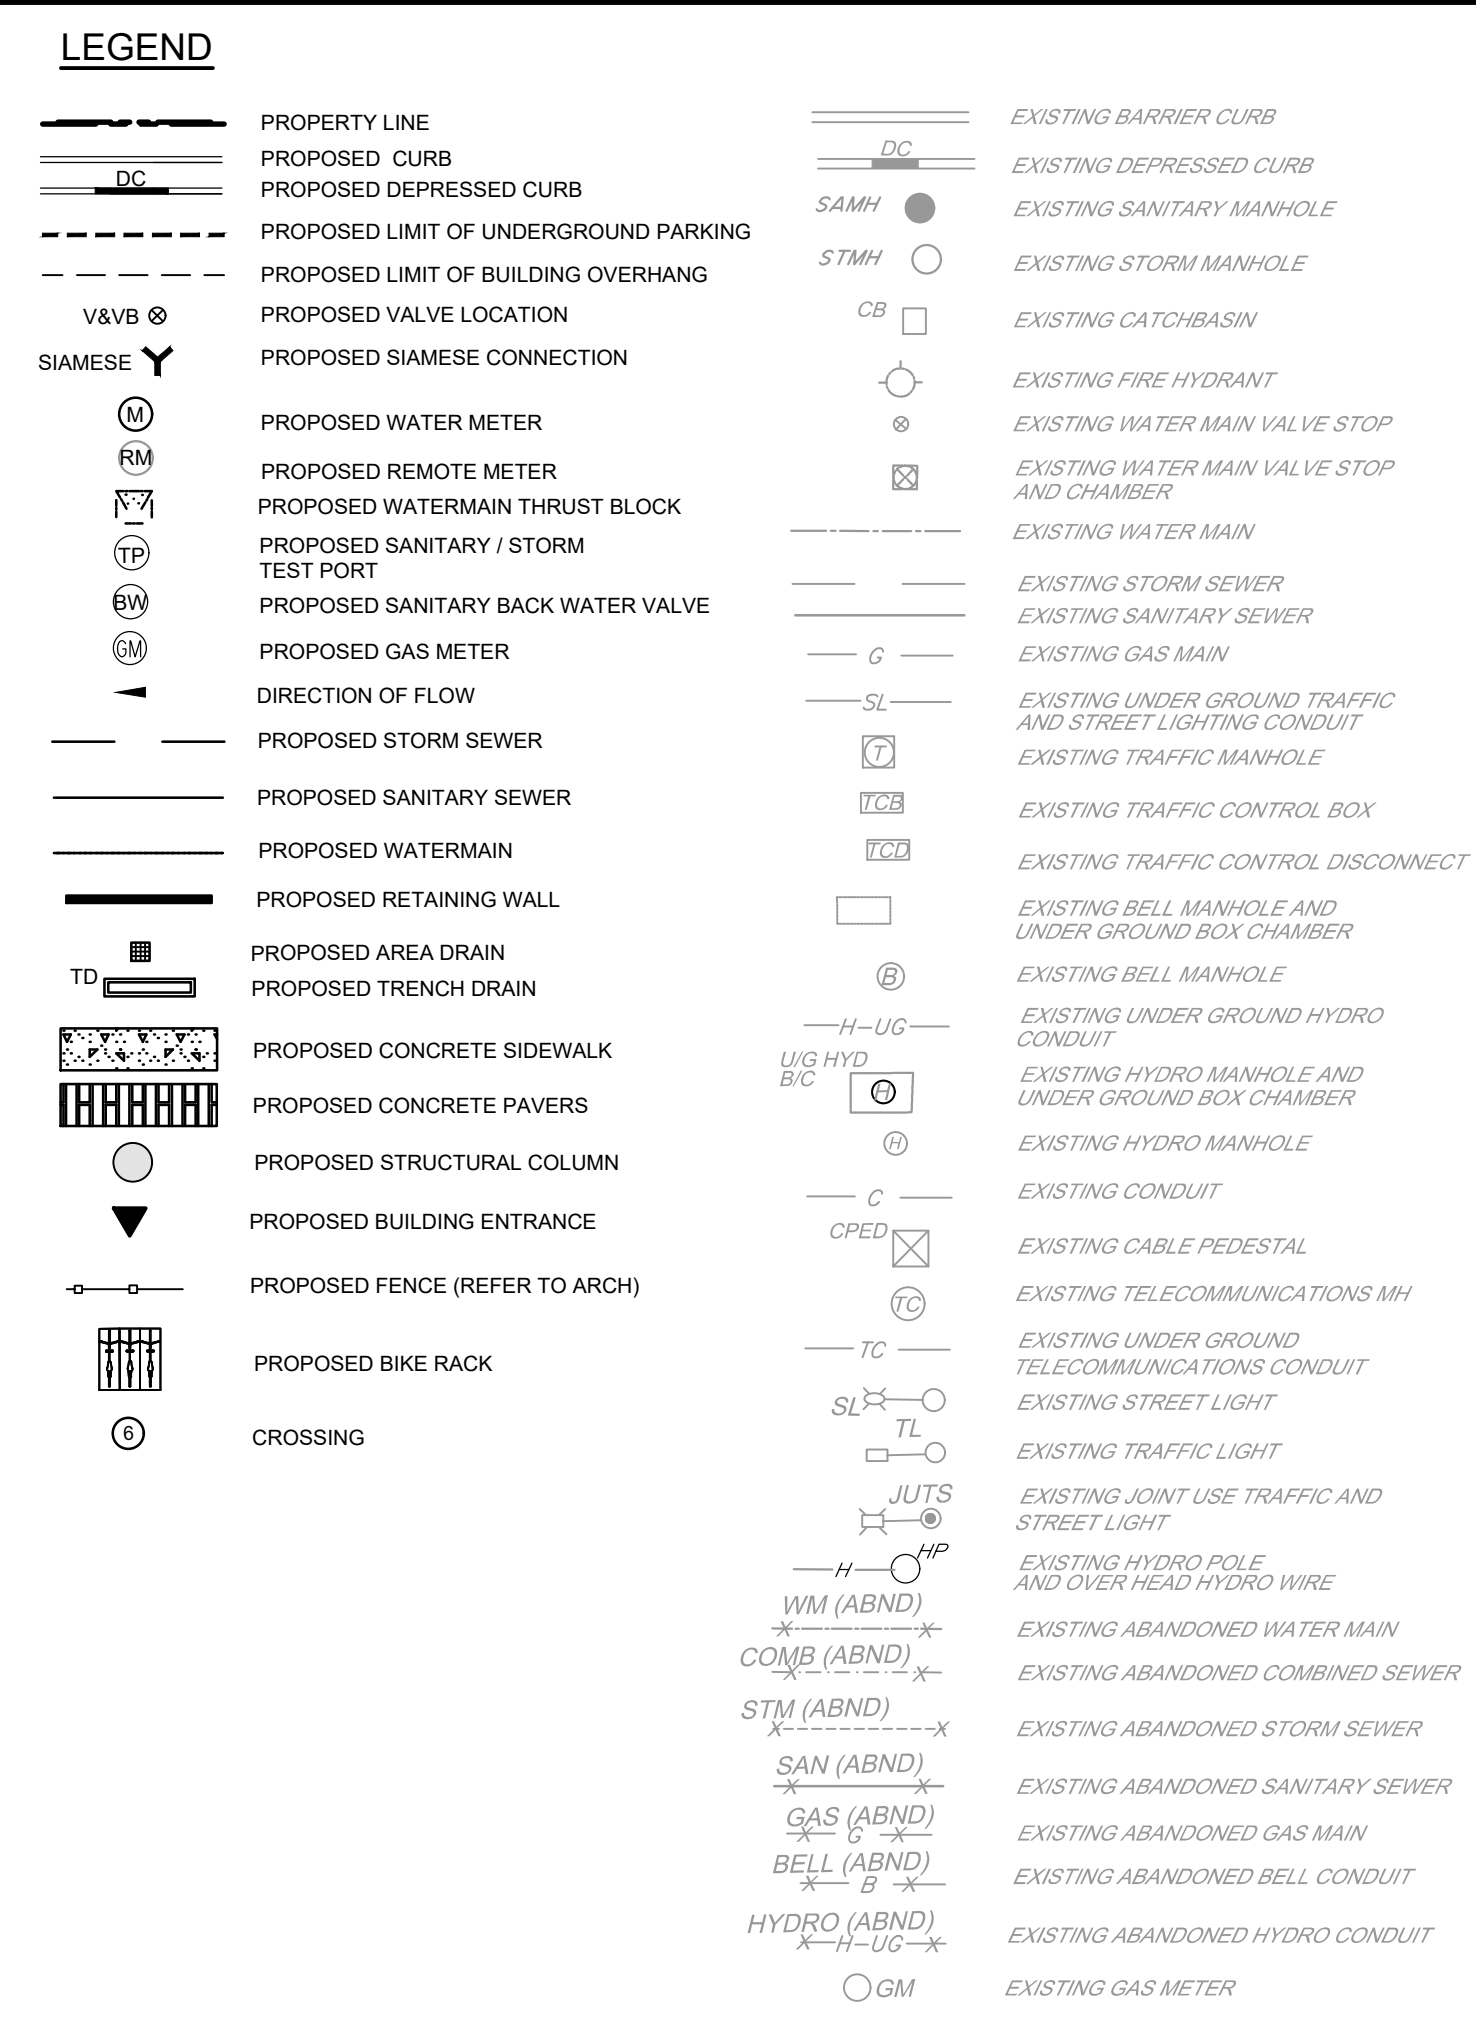 LEGEND
PROPERTY LINE
PROPOSED CURB
DC
PROPOSED DEPRESSED CURB
PROPOSED LIMIT OF UNDERGROUND PARKING
PROPOSED LIMIT OF BUILDING OVERHANG
V&VB PROPOSED VALVE LOCATION
SIAMESE PROPOSED SIAMESE CONNECTION
M PROPOSED WATER METER
RM PROPOSED REMOTE METER
PROPOSED WATERMAIN THRUST BLOCK
TP PROPOSED SANITARY / STORM
TEST PORT
BW PROPOSED SANITARY BACK WATER VALVE
GM PROPOSED GAS METER
DIRECTION OF FLOW
PROPOSED STORM SEWER
PROPOSED SANITARY SEWER
PROPOSED WATERMAIN
PROPOSED RETAINING WALL
PROPOSED AREA DRAIN
TD PROPOSED TRENCH DRAIN
PROPOSED CONCRETE SIDEWALK
PROPOSED CONCRETE PAVERS
PROPOSED STRUCTURAL COLUMN
PROPOSED BUILDING ENTRANCE
PROPOSED FENCE (REFER TO ARCH)
PROPOSED BIKE RACK
6 CROSSING
EXISTING BARRIER CURB
DC
EXISTING DEPRESSED CURB
SAMH EXISTING SANITARY MANHOLE
STMH EXISTING STORM MANHOLE
CB EXISTING CATCHBASIN
EXISTING FIRE HYDRANT
EXISTING WATER MAIN VALVE STOP
EXISTING WATER MAIN VALVE STOP
AND CHAMBER
EXISTING WATER MAIN
EXISTING STORM SEWER
EXISTING SANITARY SEWER
G EXISTING GAS MAIN
SL EXISTING UNDER GROUND TRAFFIC
AND STREET LIGHTING CONDUIT
T EXISTING TRAFFIC MANHOLE
TCB EXISTING TRAFFIC CONTROL BOX
TCD EXISTING TRAFFIC CONTROL DISCONNECT
EXISTING BELL MANHOLE AND
UNDER GROUND BOX CHAMBER
B EXISTING BELL MANHOLE
H-UG EXISTING UNDER GROUND HYDRO
CONDUIT
U/G HYD
B/C
H EXISTING HYDRO MANHOLE AND
UNDER GROUND BOX CHAMBER
H EXISTING HYDRO MANHOLE
C EXISTING CONDUIT
CPED EXISTING CABLE PEDESTAL
TC EXISTING TELECOMMUNICATIONS MH
TC EXISTING UNDER GROUND
TELECOMMUNICATIONS CONDUIT
SL EXISTING STREET LIGHT
TL
EXISTING TRAFFIC LIGHT
JUTS EXISTING JOINT USE TRAFFIC AND
STREET LIGHT
H HP EXISTING HYDRO POLE
AND OVER HEAD HYDRO WIRE
WM (ABND)
X X EXISTING ABANDONED WATER MAIN
COMB (ABND)
X X EXISTING ABANDONED COMBINED SEWER
STM (ABND)
X X EXISTING ABANDONED STORM SEWER
SAN (ABND)
X X EXISTING ABANDONED SANITARY SEWER
GAS (ABND)
X G X EXISTING ABANDONED GAS MAIN
BELL (ABND)
X B X EXISTING ABANDONED BELL CONDUIT
HYDRO (ABND)
X H-UG X EXISTING ABANDONED HYDRO CONDUIT
GM EXISTING GAS METER